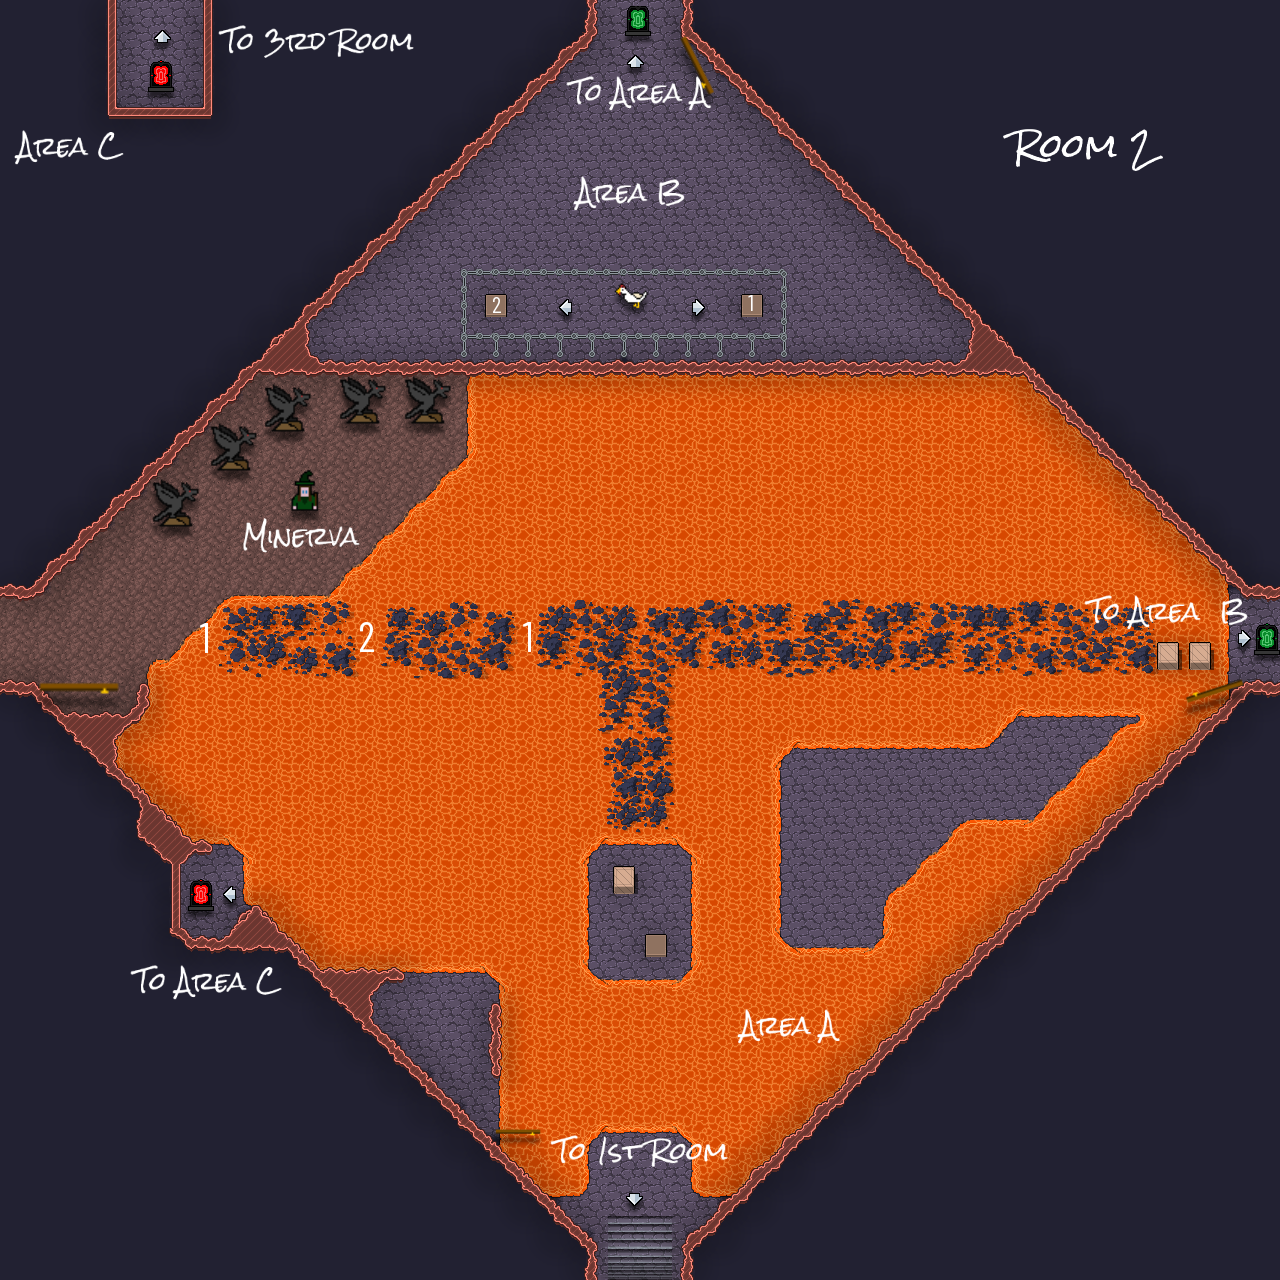 To 3rd Room
To Area A
Area C
Room 2
Area B
2
1
Minerva
1
2
1
To Area B
To Area C
Area A
To 1st Room